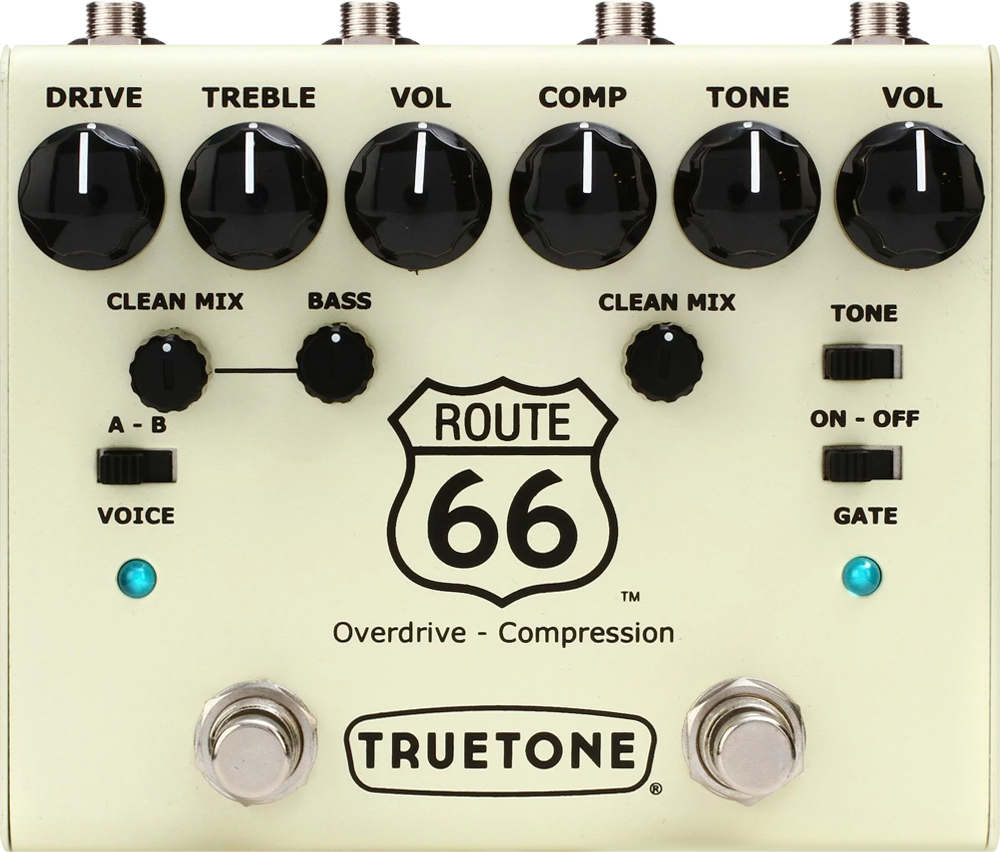 DRIVE TREBLE VOL COMP TONE VOL
CLEAN MIX BASS CLEAN MIX TONE
A - B ON - OFF
VOICE GATE
ROUTE
66
TM
Overdrive - Compression
TRUETONE
®